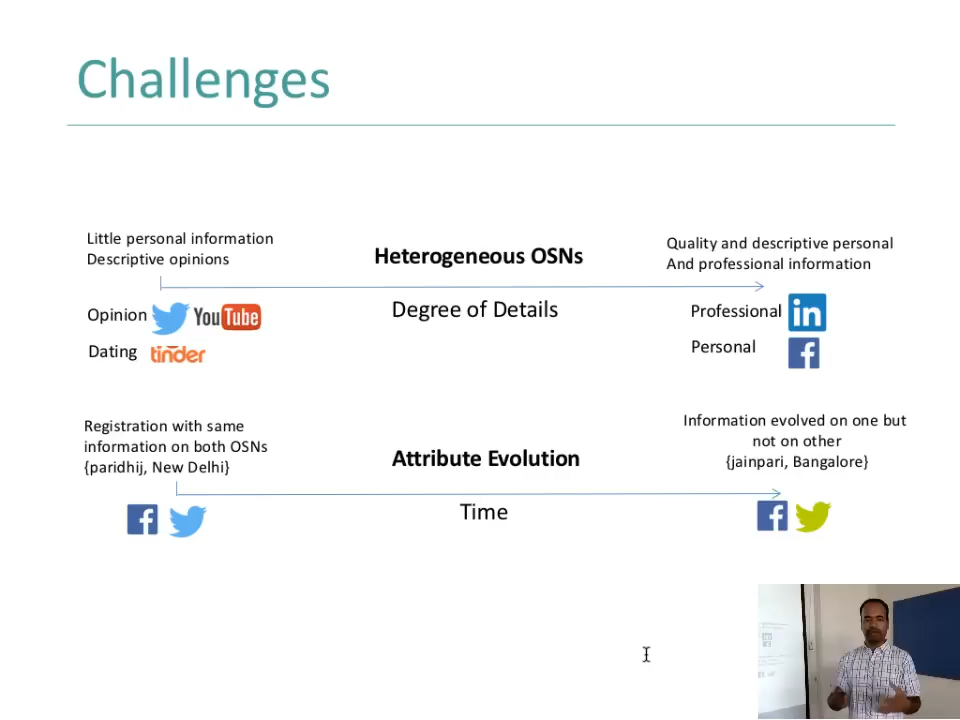 Challenges
Little personal information
Descriptive opinions
Heterogeneous OSNs
Quality and descriptive personal
And professional information
Opinion
YouTube
Degree of Details
Professional
in
Dating
tinder
Personal
f
Registration with same
information on both OSNs
{paridhij, New Delhi}
Attribute Evolution
Information evolved on one but
not on other
{jainpari, Bangalore}
f
Time
f